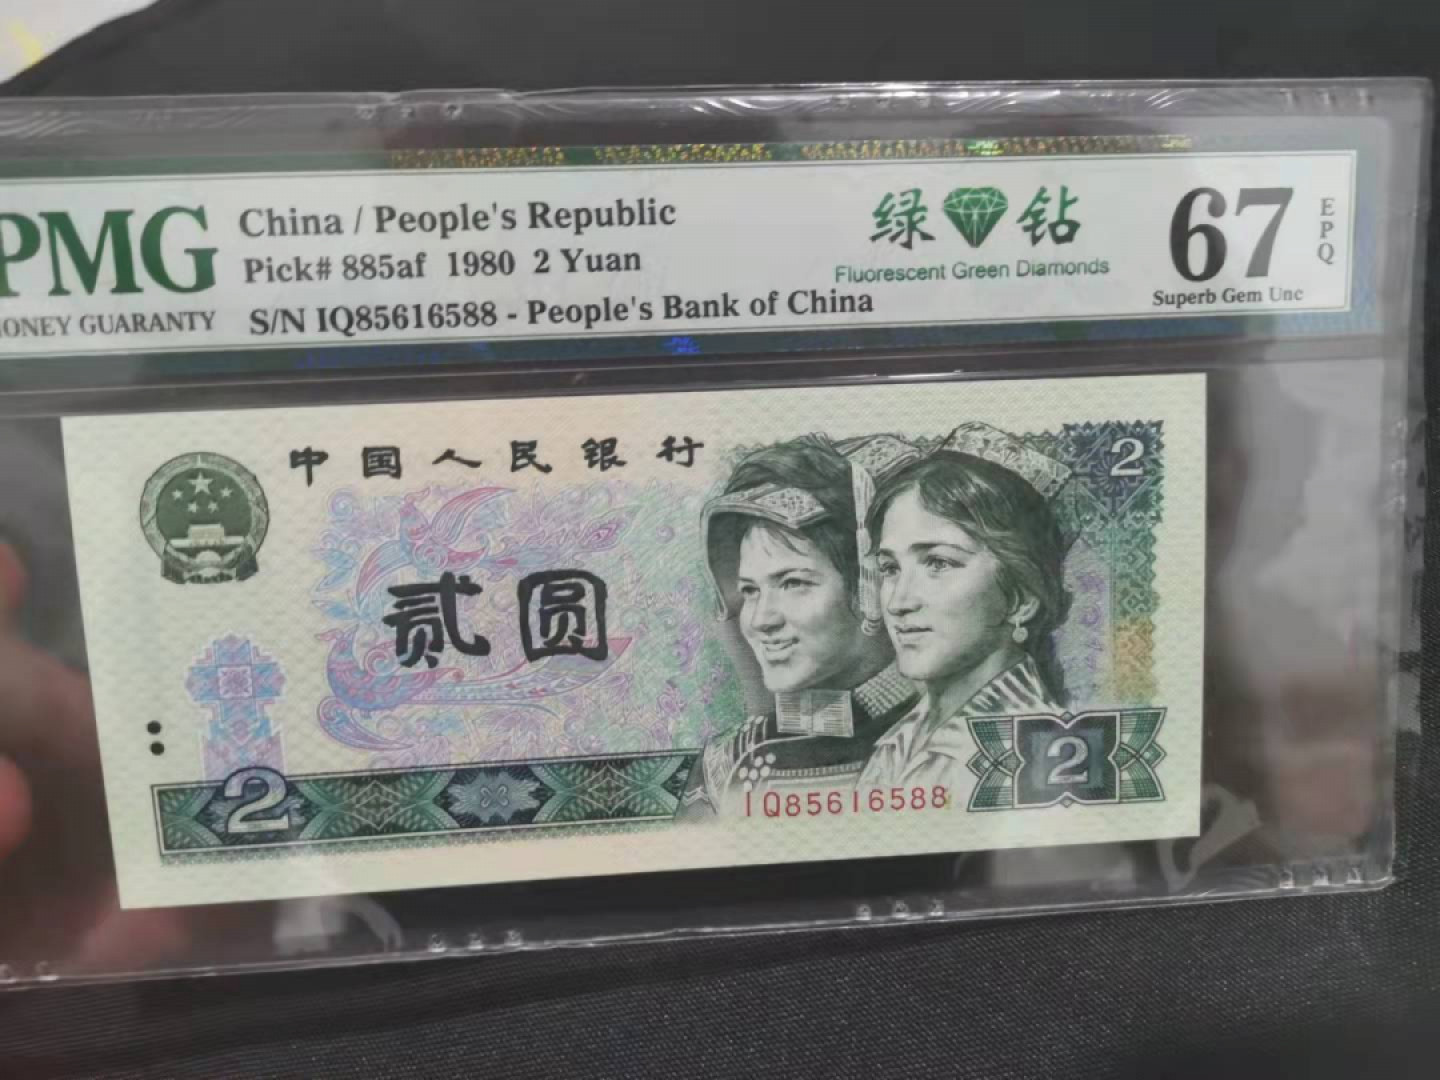 PMG
MONEY GUARANTY
China / People's Republic
Pick# 885af 1980 2 Yuan
S/N IQ85616588 - People's Bank of China
绿 钻
Fluorescent Green Diamonds
67
EPQ
Superb Gem Unc
中国人民银行
2
贰圆
2
2
IQ85616588